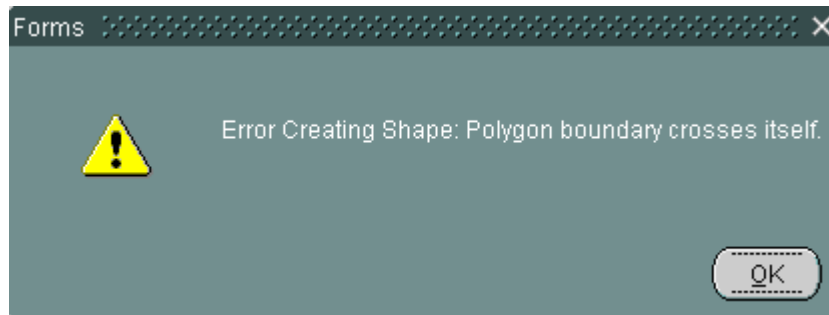 Forms
Error Creating Shape: Polygon boundary crosses itself.
OK